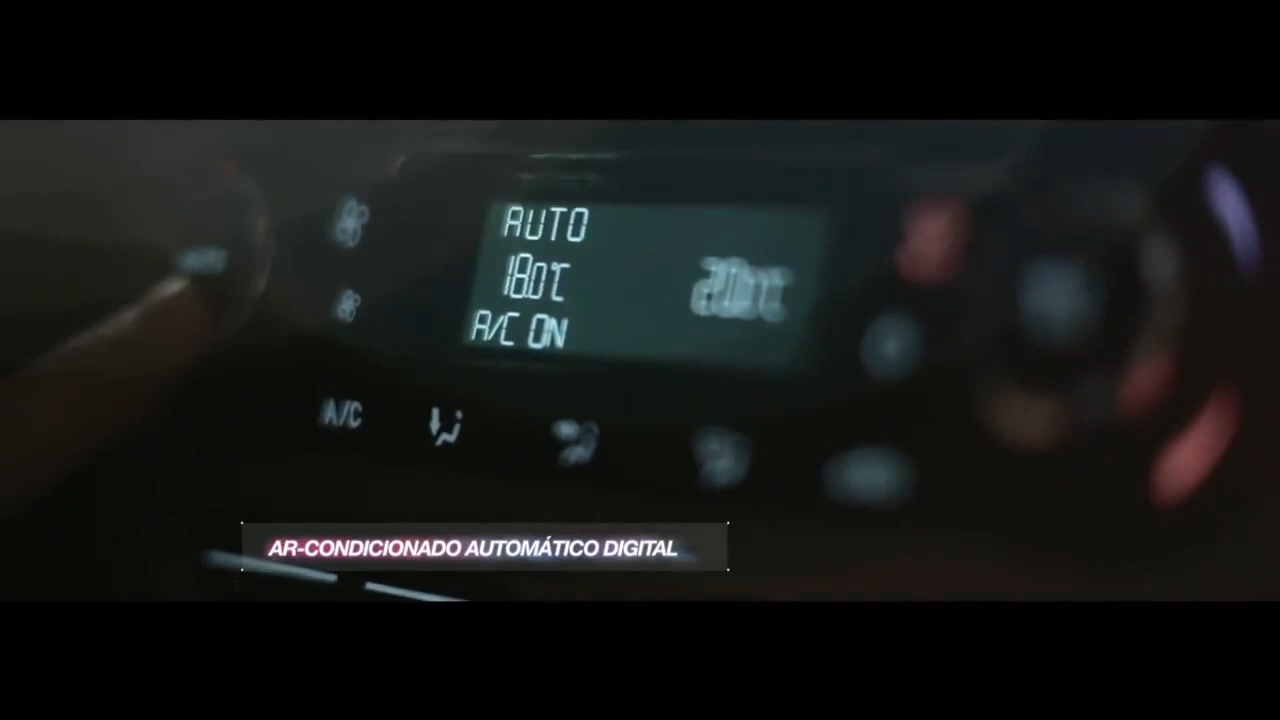 AUTO
18.0℃
A/C ON
A/C
AR-CONDICIONADO AUTOMÁTICO DIGITAL